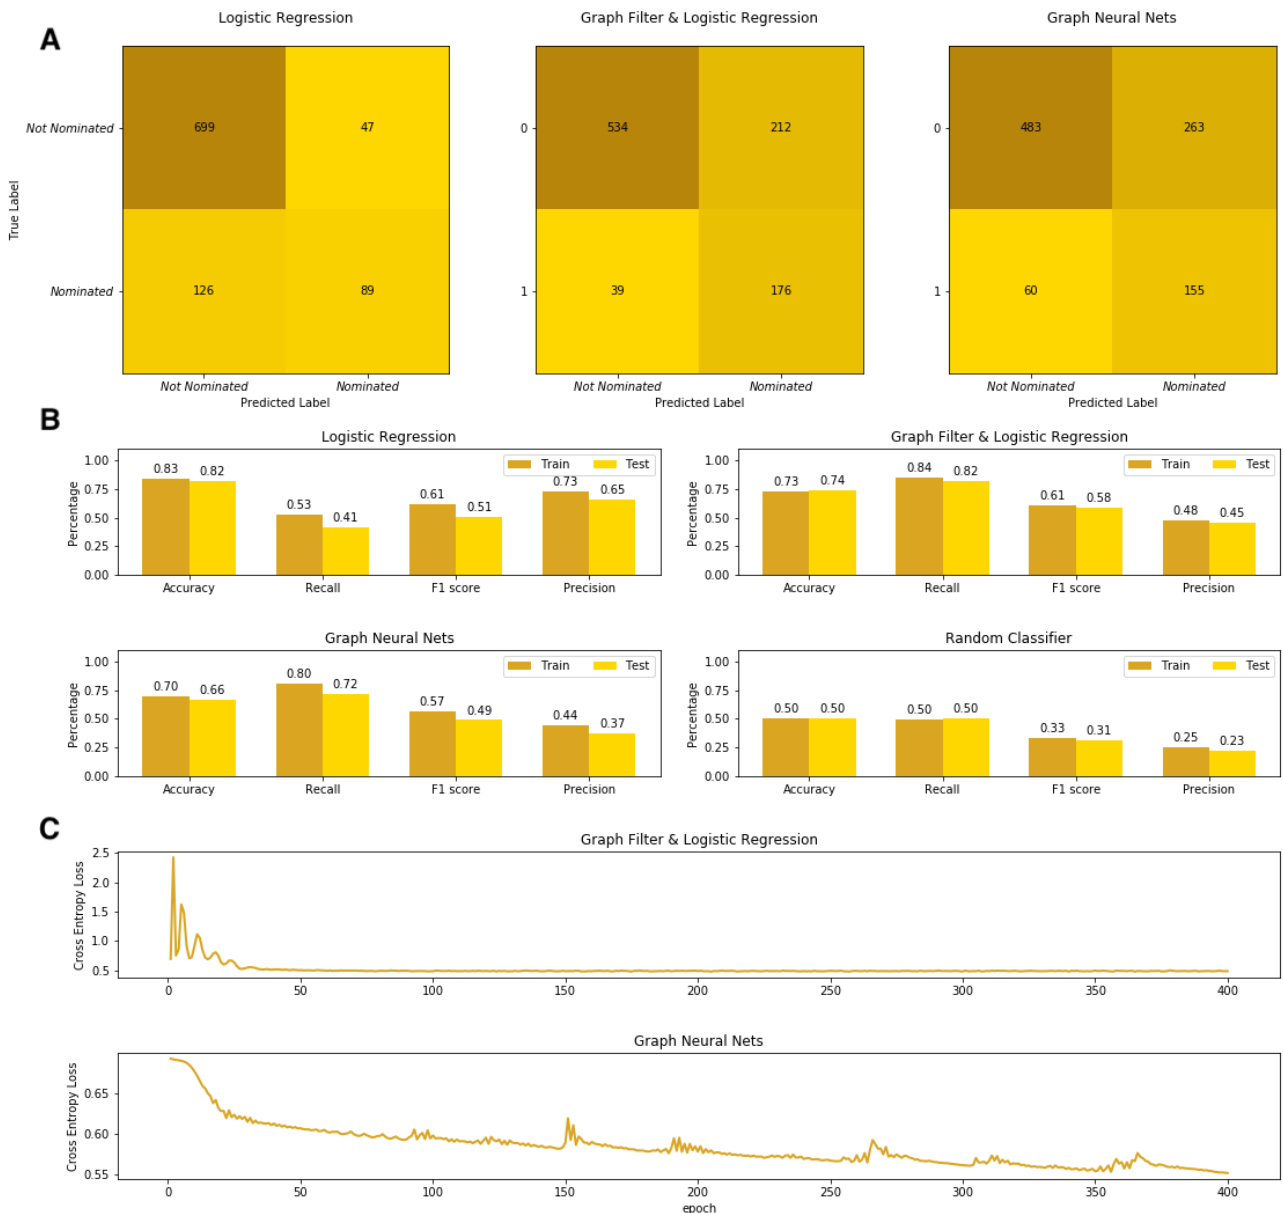 A
Logistic Regression
Graph Filter & Logistic Regression
Graph Neural Nets
True Label
Not Nominated
699
47
0
534
212
0
483
263
Nominated
126
89
1
39
176
1
60
155
Not Nominated
Nominated
Not Nominated
Nominated
Not Nominated
Nominated
Predicted Label
Predicted Label
Predicted Label
B
Logistic Regression
Percentage
1.00
0.75
0.50
0.25
0.00
Train
Test
0.83
0.82
0.53
0.41
0.61
0.51
0.73
0.65
Accuracy
Recall
F1 score
Precision
Graph Filter & Logistic Regression
Percentage
1.00
0.75
0.50
0.25
0.00
Train
Test
0.73
0.74
0.84
0.82
0.61
0.58
0.48
0.45
Accuracy
Recall
F1 score
Precision
Graph Neural Nets
Percentage
1.00
0.75
0.50
0.25
0.00
Train
Test
0.70
0.66
0.80
0.72
0.57
0.49
0.44
0.37
Accuracy
Recall
F1 score
Precision
Random Classifier
Percentage
1.00
0.75
0.50
0.25
0.00
Train
Test
0.50
0.50
0.50
0.50
0.33
0.31
0.25
0.23
Accuracy
Recall
F1 score
Precision
C
Graph Filter & Logistic Regression
Cross Entropy Loss
2.5
2.0
1.5
1.0
0.5
0
50
100
150
200
250
300
350
400
Graph Neural Nets
Cross Entropy Loss
0.65
0.60
0.55
0
50
100
150
200
250
300
350
400
epoch